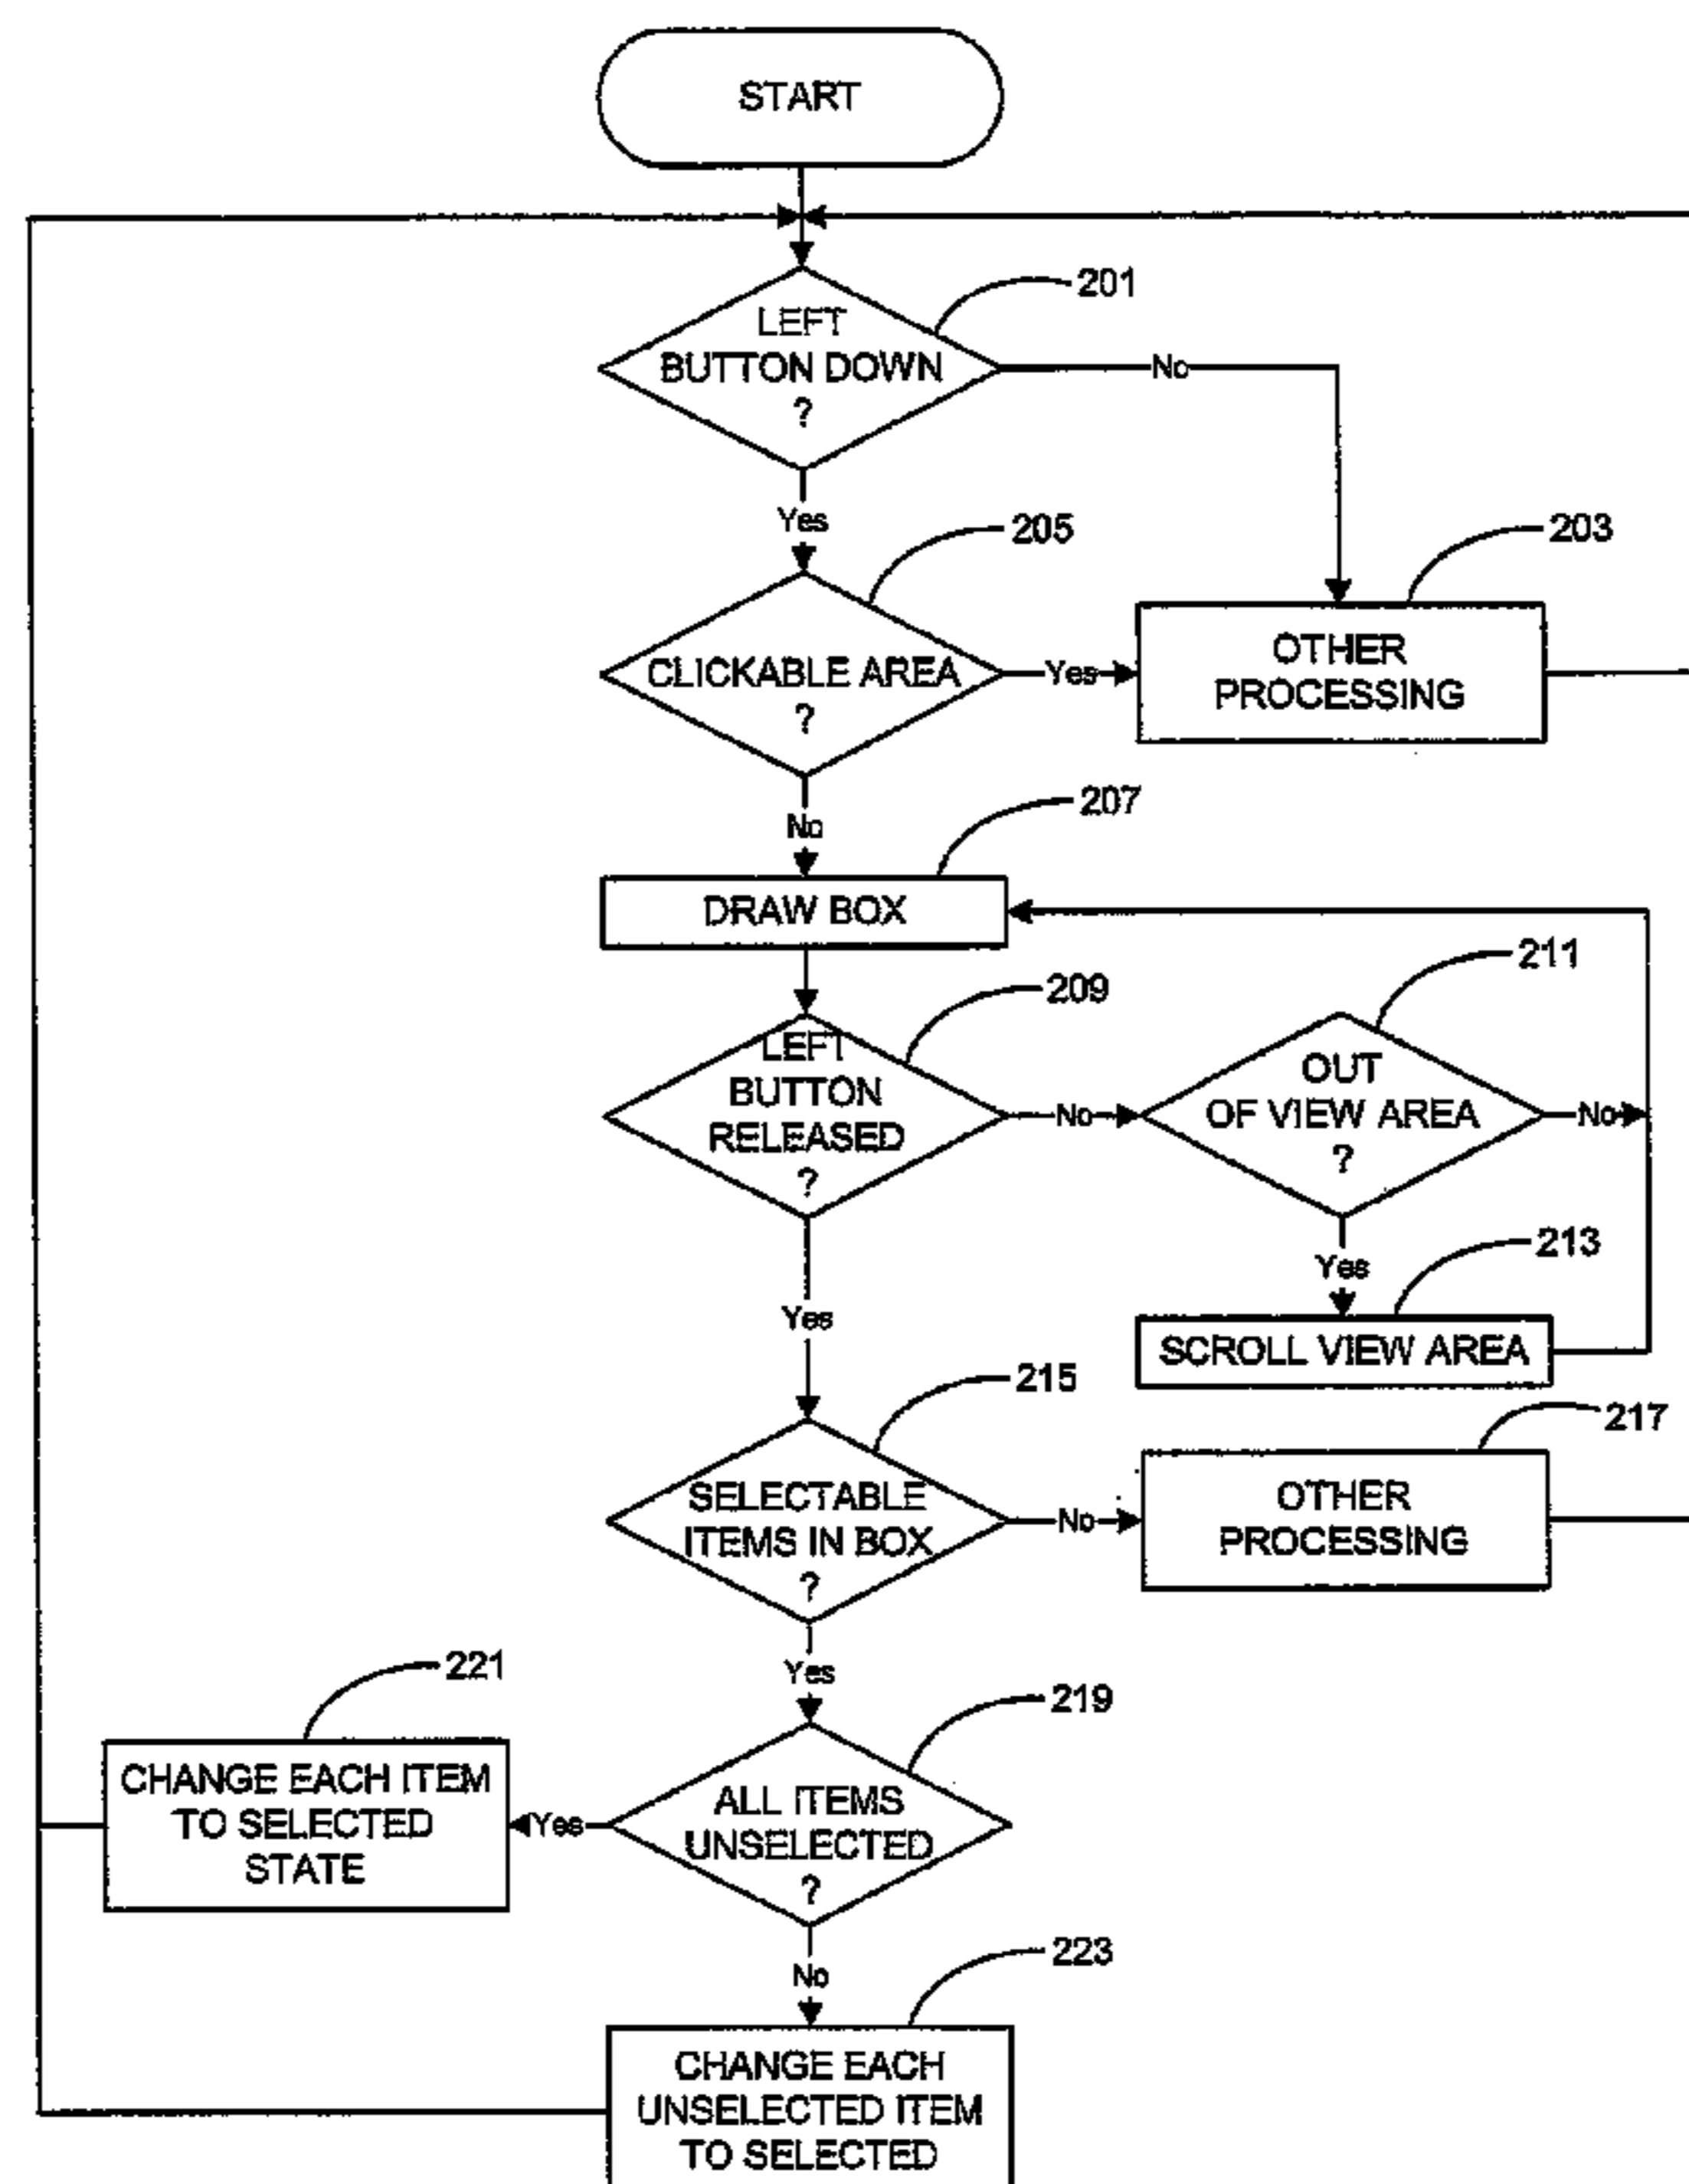 START
201
LEFT
BUTTON DOWN
?
No
Yes
205
203
CLICKABLE AREA
?
Yes
OTHER
PROCESSING
No
207
DRAW BOX
209
211
LEFT
BUTTON
RELEASED
?
No
OUT
OF VIEW AREA
?
No
Yes
213
SCROLL VIEW AREA
Yes
215
217
SELECTABLE
ITEMS IN BOX
?
No
OTHER
PROCESSING
Yes
221
219
CHANGE EACH ITEM
TO SELECTED
STATE
Yes
ALL ITEMS
UNSELECTED
?
No
223
CHANGE EACH
UNSELECTED ITEM
TO SELECTED